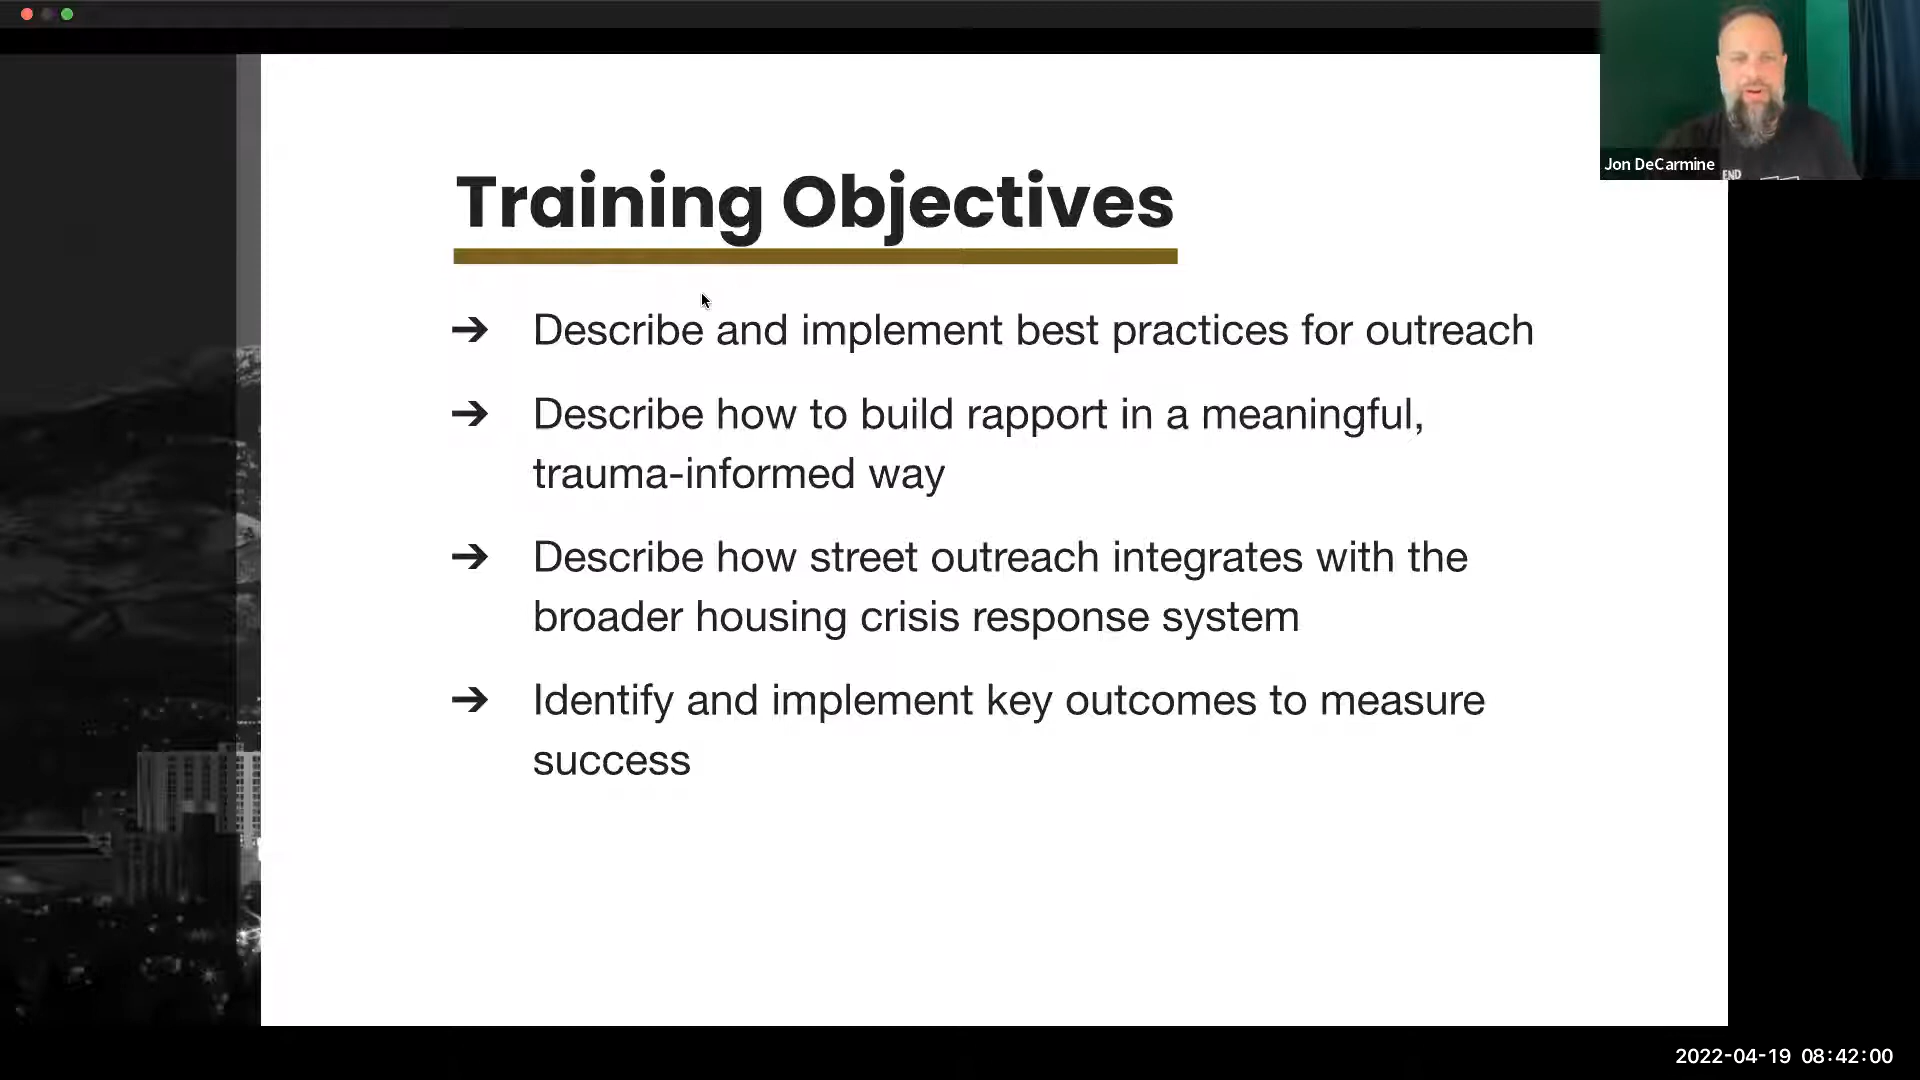 Jon DeCarmine
END
Training Objectives
➔ Describe and implement best practices for outreach
➔ Describe how to build rapport in a meaningful,
trauma-informed way
➔ Describe how street outreach integrates with the
broader housing crisis response system
➔ Identify and implement key outcomes to measure
success
2022-04-19 08:42:00